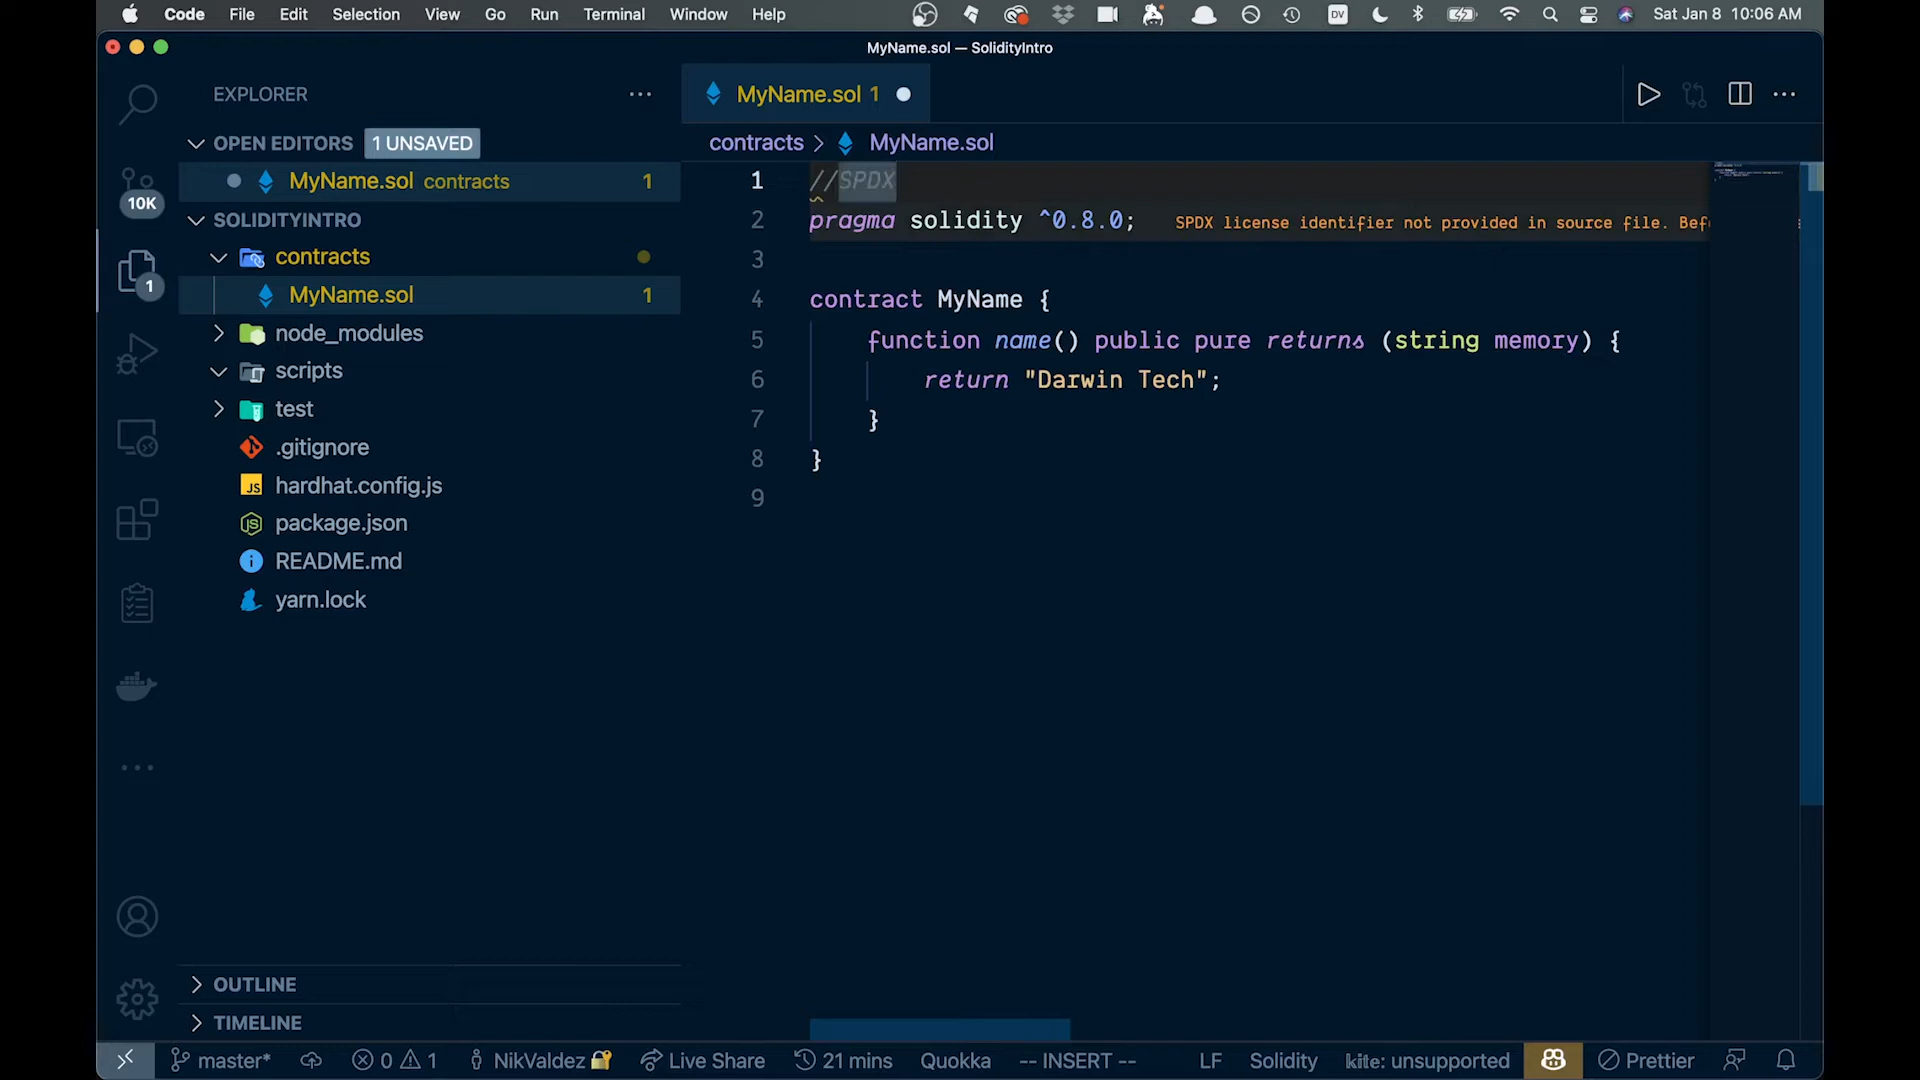 Code File Edit Selection View Go Run Terminal Window Help DV Sat Jan 8 10:06 AM
MyName.sol — SolidityIntro
EXPLORER
MyName.sol 1
OPEN EDITORS 1 UNSAVED
contracts > MyName.sol
MyName.sol contracts 1
1 //SPDX
10K
SOLIDITYINTRO
2 pragma solidity ^0.8.0; SPDX license identifier not provided in source file. Bef
contracts
3
1
MyName.sol 1
4 contract MyName {
node_modules
5 function name() public pure returns (string memory) {
scripts
6 return "Darwin Tech";
test
7 }
.gitignore
8 }
hardhat.config.js
JS
9
package.json
README.md
yarn.lock
OUTLINE
TIMELINE
master* 0 1 NikValdez Live Share 21 mins Quokka -- INSERT -- LF Solidity kite: unsupported Prettier